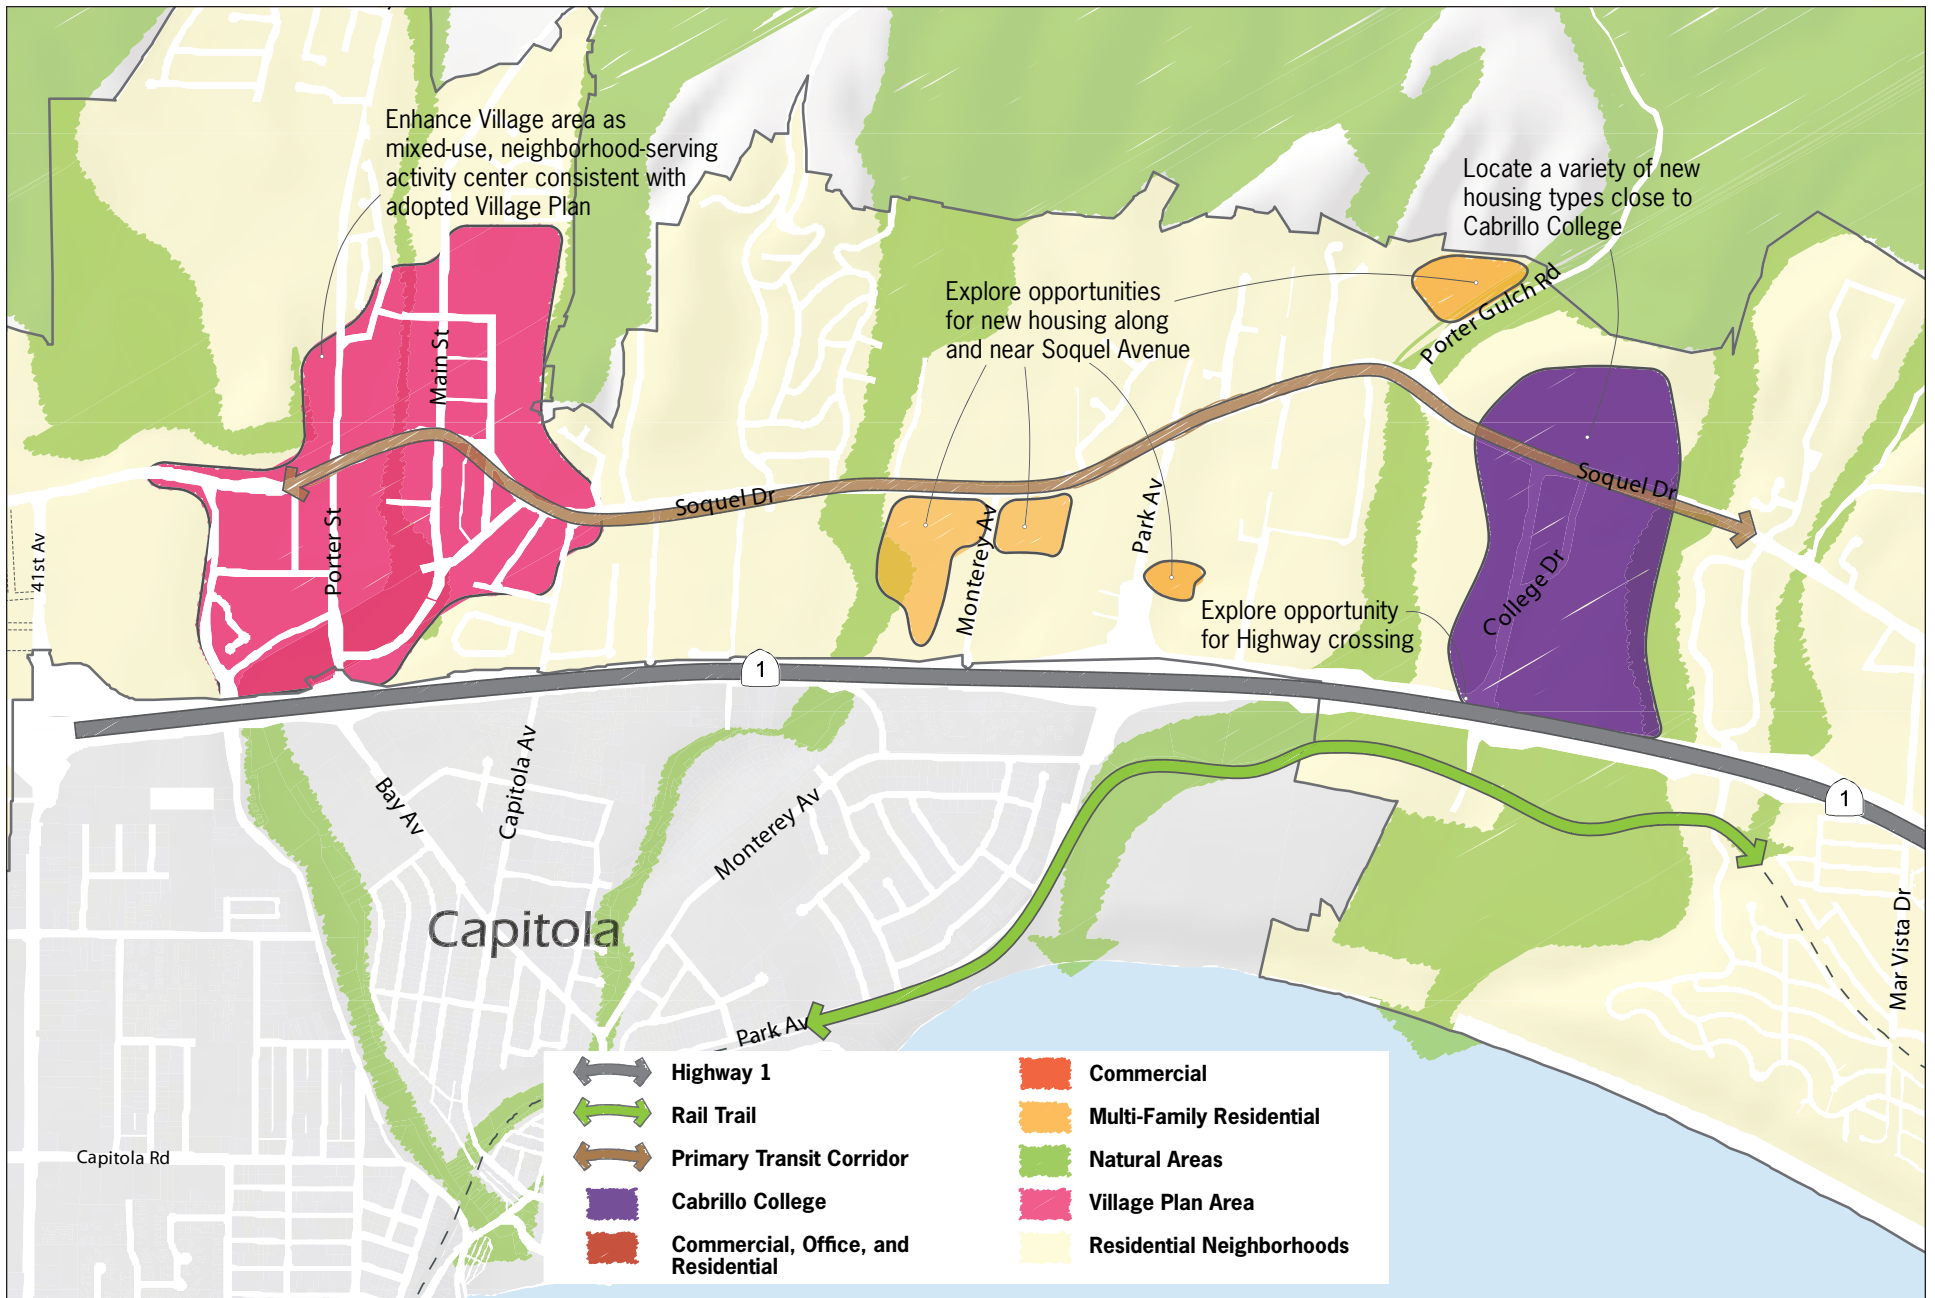 Enhance Village area as
mixed-use, neighborhood-serving
activity center consistent with
adopted Village Plan
Locate a variety of new
housing types close to
Cabrillo College
Explore opportunities
for new housing along
and near Soquel Avenue
Porter Gulch Rd
Main St
Soquel Dr
Soquel Dr
Porter St
41st Av
Monterey Av
Park Av
College Dr
Explore opportunity
for Highway crossing
1
1
Bay Av
Capitola Av
Monterey Av
Capitola
Mar Vista Dr
Park Av
Capitola Rd
Highway 1
Rail Trail
Primary Transit Corridor
Cabrillo College
Commercial, Office, and
Residential
Commercial
Multi-Family Residential
Natural Areas
Village Plan Area
Residential Neighborhoods